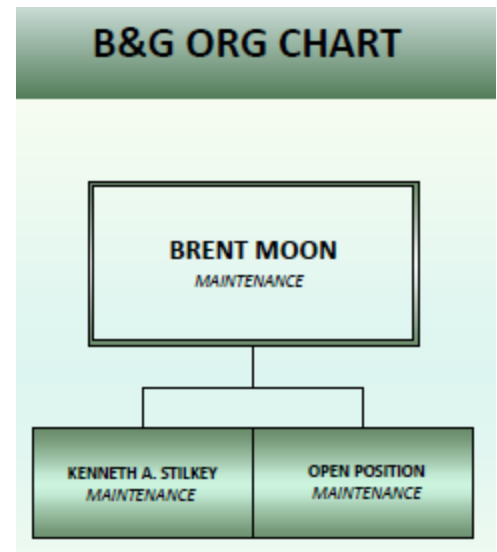 B&G ORG CHART
BRENT MOON
MAINTENANCE
KENNETH A. STILKEY
MAINTENANCE
OPEN POSITION
MAINTENANCE